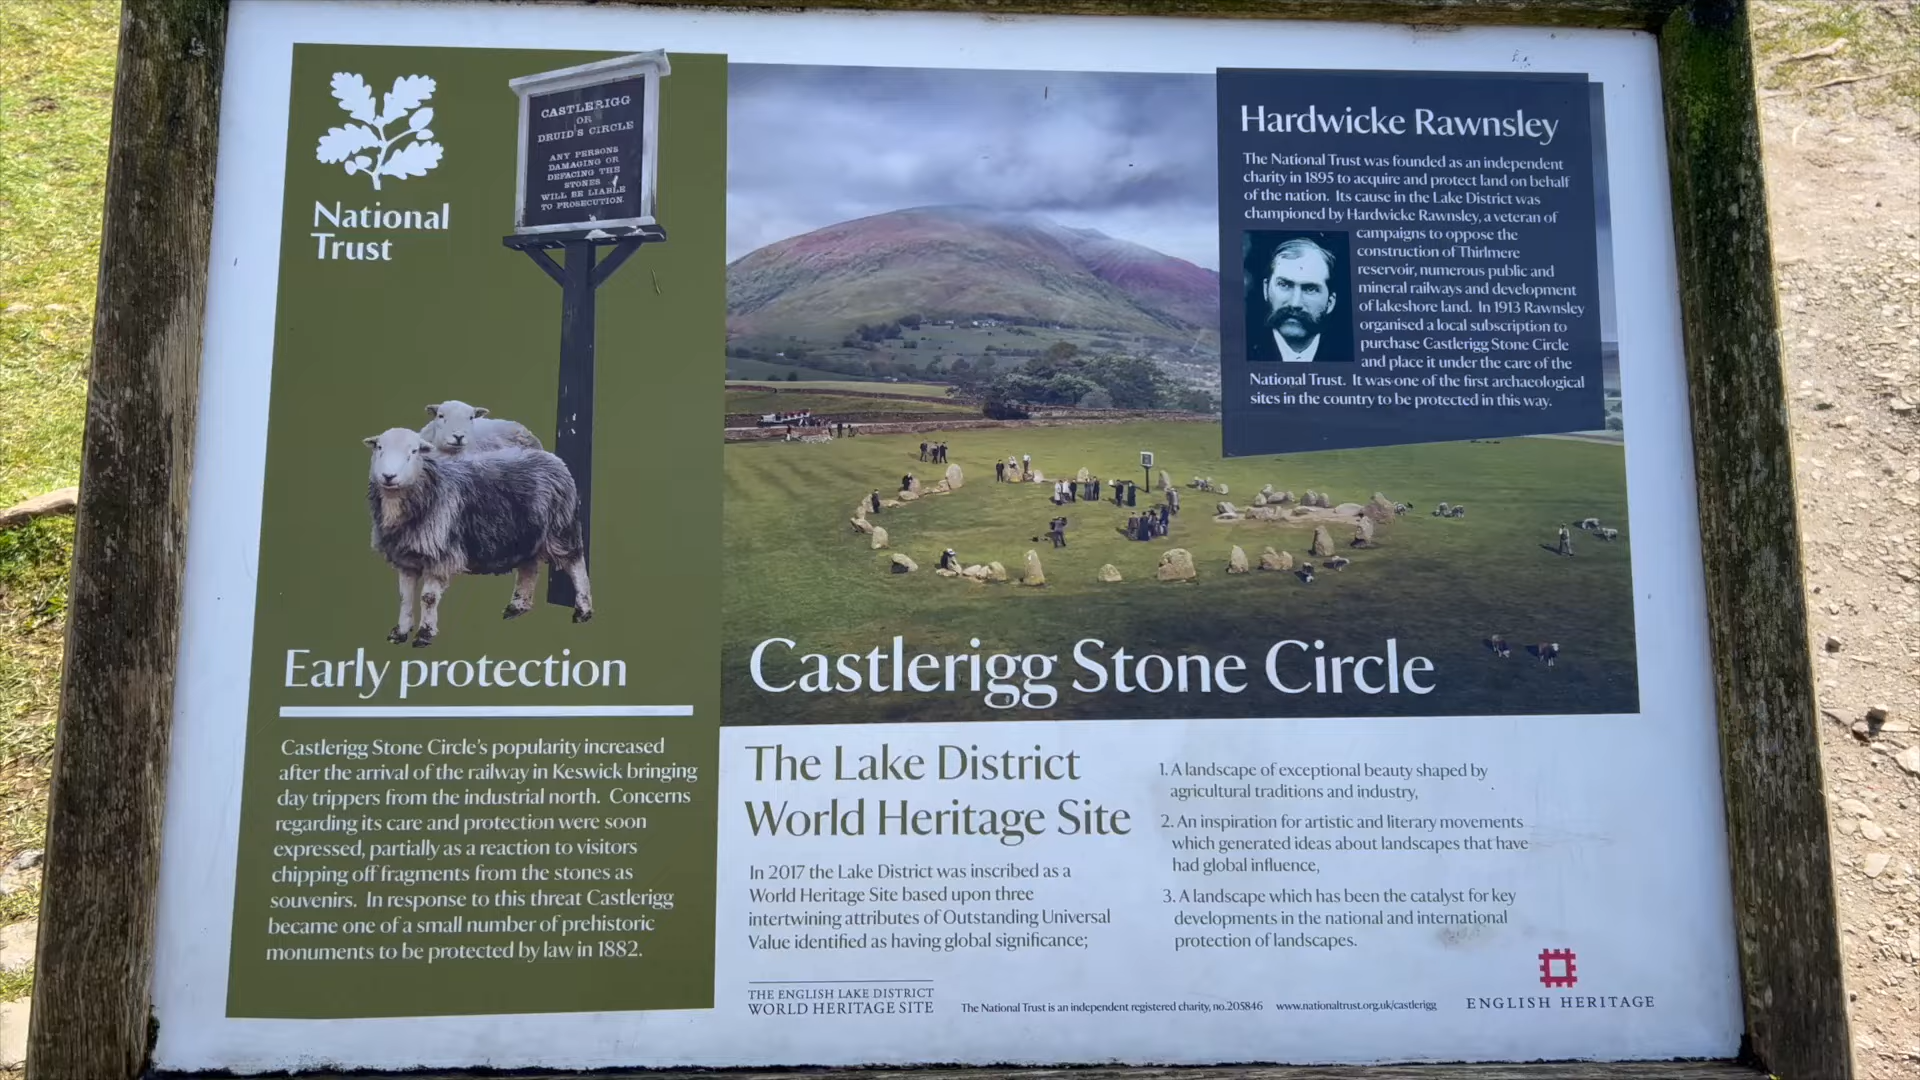 National
Trust
CASTLERIGG
OR
DRUID'S CIRCLE
ANY PERSONS
DAMAGING OR
DEFACING THE
STONES
WILL BE LIABLE
TO PROSECUTION.
Early protection
Castlerigg Stone Circle's popularity increased
after the arrival of the railway in Keswick bringing
day trippers from the industrial north. Concerns
regarding its care and protection were soon
expressed, partially as a reaction to visitors
chipping off fragments from the stones as
souvenirs. In response to this threat Castlerigg
became one of a small number of prehistoric
monuments to be protected by law in 1882.
Hardwicke Rawnsley
The National Trust was founded as an independent
charity in 1895 to acquire and protect land on behalf
of the nation. Its cause in the Lake District was
championed by Hardwicke Rawnsley, a veteran of
campaigns to oppose the
construction of Thirlmere
reservoir, numerous public and
mineral railways and development
of lakeshore land. In 1913 Rawnsley
organised a local subscription to
purchase Castlerigg Stone Circle
and place it under the care of the
National Trust. It was one of the first archaeological
sites in the country to be protected in this way.
Castlerigg Stone Circle
The Lake District
World Heritage Site
In 2017 the Lake District was inscribed as a
World Heritage Site based upon three
intertwining attributes of Outstanding Universal
Value identified as having global significance;
1. A landscape of exceptional beauty shaped by
agricultural traditions and industry,
2. An inspiration for artistic and literary movements
which generated ideas about landscapes that have
had global influence,
3. A landscape which has been the catalyst for key
developments in the national and international
protection of landscapes.
THE ENGLISH LAKE DISTRICT
WORLD HERITAGE SITE
The National Trust is an independent registered charity, no.205846 www.nationaltrust.org.uk/castlerigg
ENGLISH HERITAGE